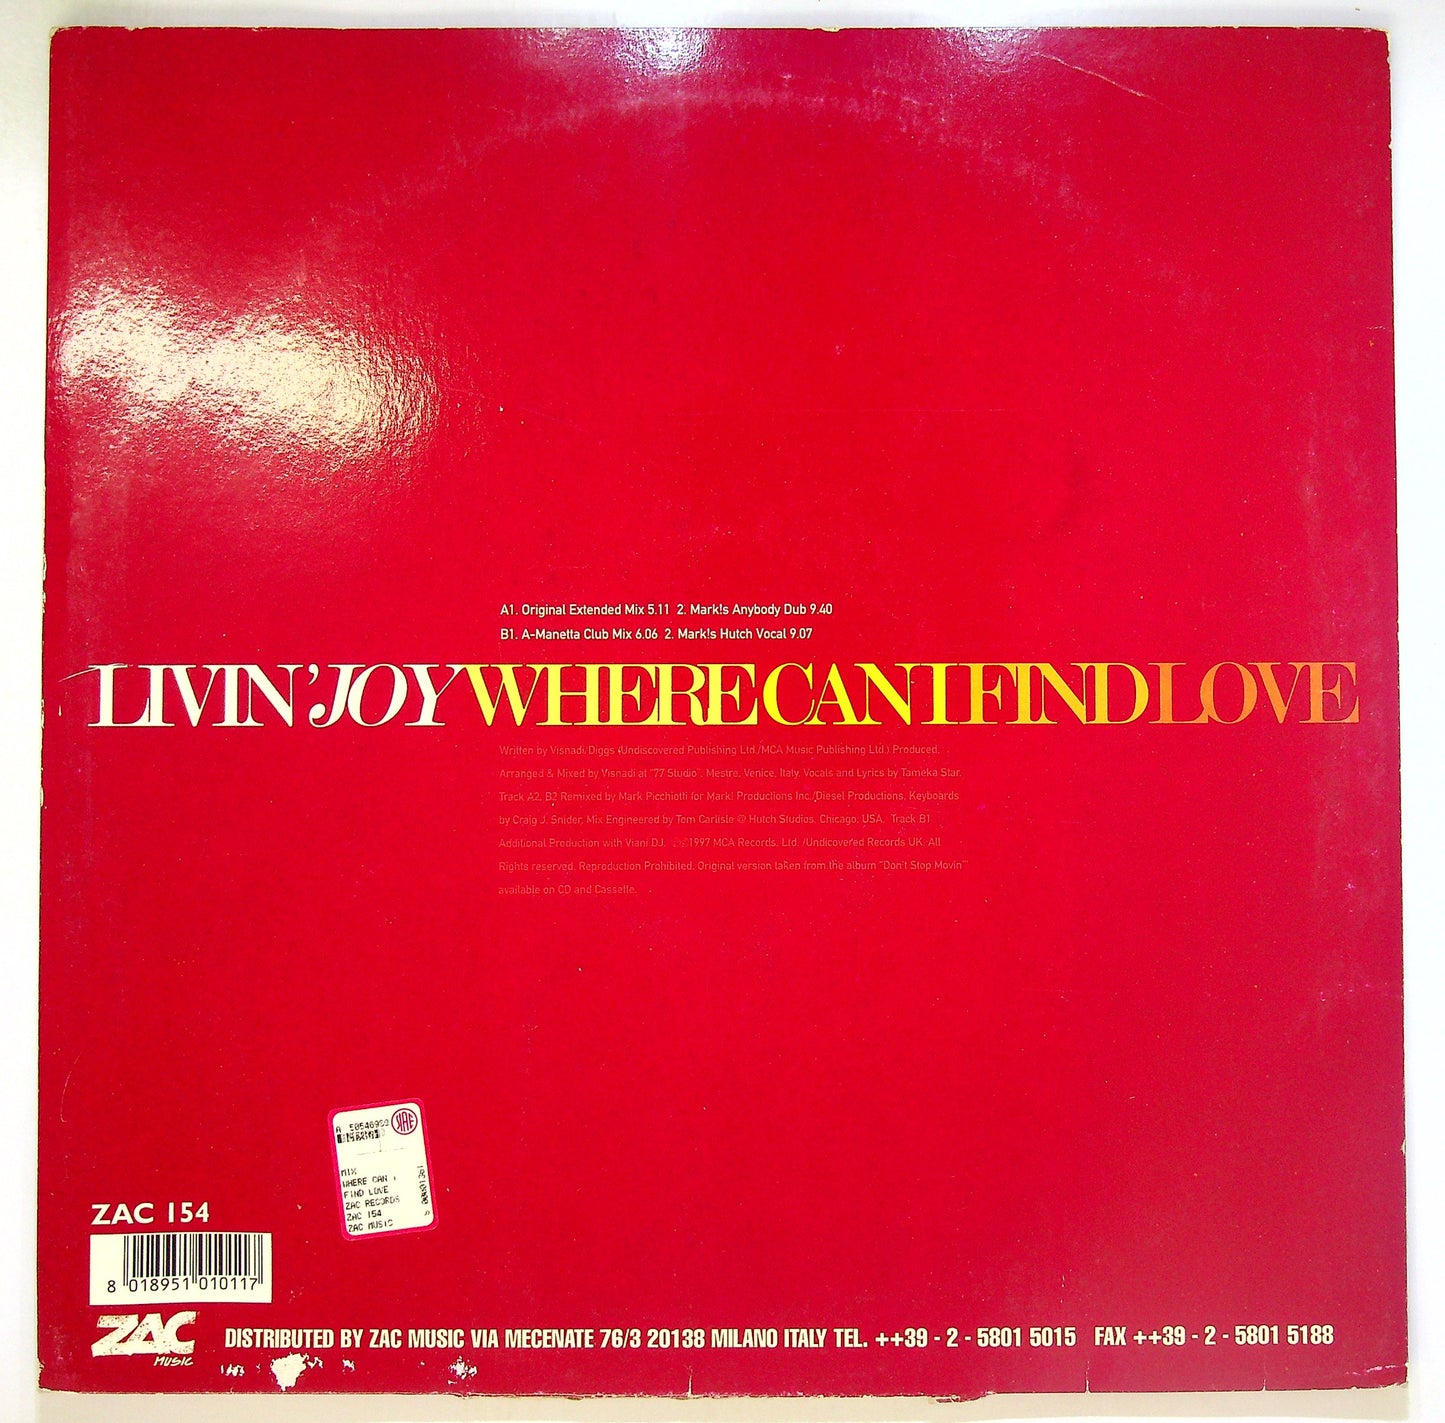 A1. Original Extended Mix 5.11  2. Mark!s Anybody Dub 9.40
B1. A-Manetta Club Mix 6.06  2. Mark!s Hutch Vocal 9.07
LIVIN'JOYWHERECANIFINDLOVE
Written by Visnadi/Diggs (Undiscovered Publishing Ltd./MCA Music Publishing Ltd.) Produced,
Arranged & Mixed by Visnadi at "77 Studio", Mestre, Venice, Italy. Vocals and Lyrics by Tameka Star.
Track A2, B2 Remixed by Mark Picchiotti for Mark! Productions Inc./Diesel Productions, Keyboards
by Craig J. Snider, Mix Engineered by Tom Carlisle @ Hutch Studios, Chicago, USA, Track B1
Additional Production with Viani DJ. ℗©1997 MCA Records. Ltd. /Undicovered Records UK. All
Rights reserved. Reproduction Prohibited. Original version taken from the album "Don't Stop Movin'"
available on CD and Cassette.
MIX
WHERE CAN I
FIND LOVE
ZAC RECORDS
ZAC 154
ZAC MUSIC
ZAC 154
8 018951 010117
ZAC
MUSIC
DISTRIBUTED BY ZAC MUSIC VIA MECENATE 76/3 20138 MILANO ITALY TEL. ++39 - 2 - 5801 5015 FAX ++39 - 2 - 5801 5188